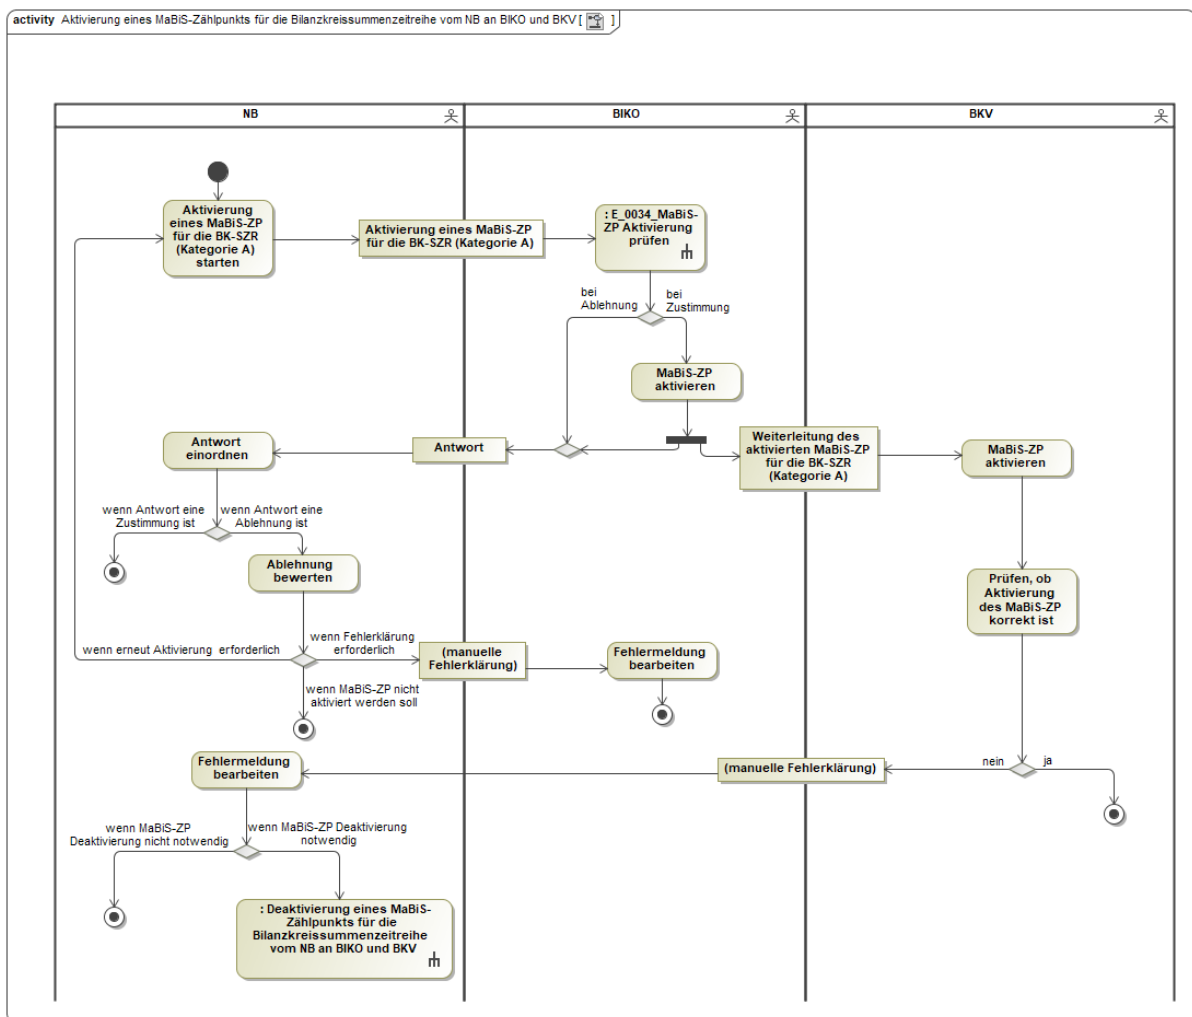 activity Aktivierung eines MaBiS-Zählpunkts für die Bilanzkreissummenzeitreihe vom NB an BIKO und BKV [ ]
NB
BIKO
BKV
Aktivierung
eines MaBiS-ZP
für die BK-SZR
(Kategorie A)
starten
Aktivierung eines MaBiS-ZP
für die BK-SZR (Kategorie A)
: E_0034_MaBiS-
ZP Aktivierung
prüfen
bei
Ablehnung
bei
Zustimmung
MaBiS-ZP
aktivieren
Antwort
einordnen
Antwort
Weiterleitung des
aktivierten MaBiS-ZP
für die BK-SZR
(Kategorie A)
MaBiS-ZP
aktivieren
wenn Antwort eine
Zustimmung ist
wenn Antwort eine
Ablehnung ist
Ablehnung
bewerten
Prüfen, ob
Aktivierung
des MaBiS-ZP
korrekt ist
wenn erneut Aktivierung erforderlich
wenn Fehlerklärung
erforderlich
(manuelle
Fehlerklärung)
Fehlermeldung
bearbeiten
wenn MaBiS-ZP nicht
aktiviert werden soll
Fehlermeldung
bearbeiten
(manuelle Fehlerklärung)
nein
ja
wenn MaBiS-ZP
Deaktivierung nicht notwendig
wenn MaBiS-ZP Deaktivierung
notwendig
: Deaktivierung eines MaBiS-
Zählpunkts für die
Bilanzkreissummenzeitreihe
vom NB an BIKO und BKV